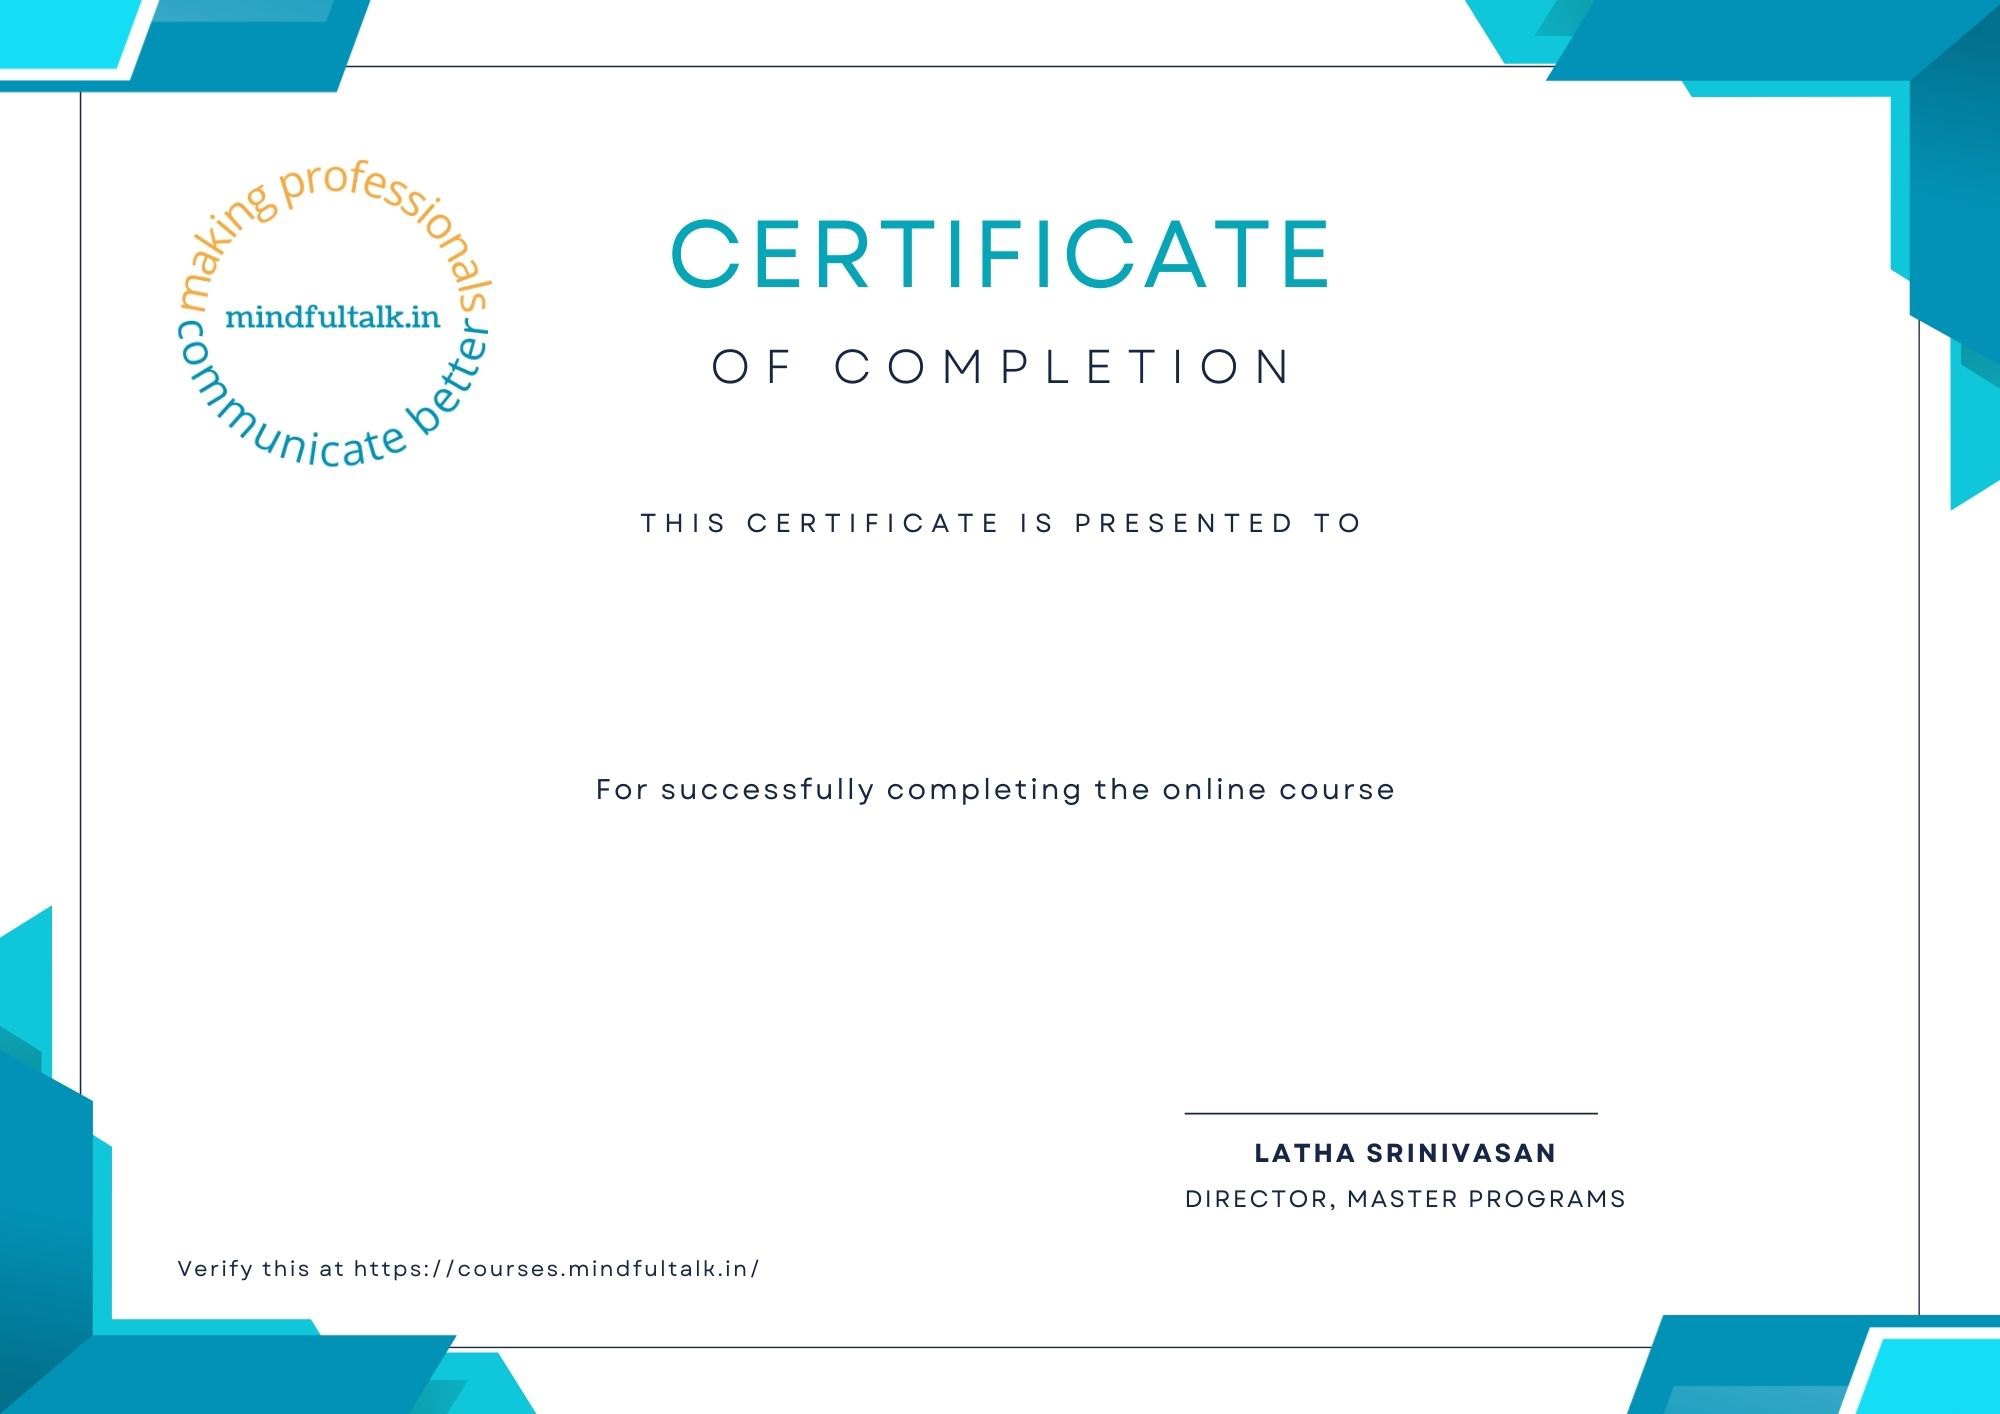 making professionals
mindfultalk.in
communicate better
CERTIFICATE
OF COMPLETION
THIS CERTIFICATE IS PRESENTED TO
For successfully completing the online course
LATHA SRINIVASAN
DIRECTOR, MASTER PROGRAMS
Verify this at https://courses.mindfultalk.in/